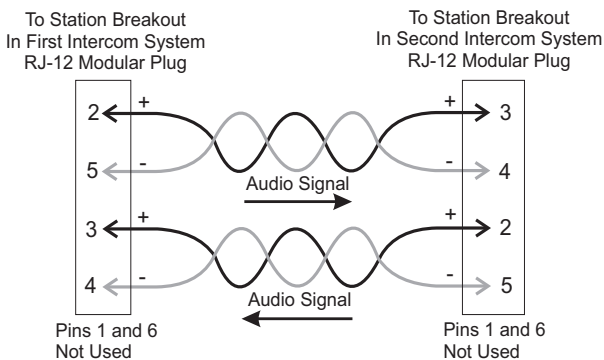 To Station Breakout
In First Intercom System
RJ-12 Modular Plug
To Station Breakout
In Second Intercom System
RJ-12 Modular Plug
2 + + 3
5 - - 4
Audio Signal
3 + + 2
4 - - 5
Audio Signal
Pins 1 and 6
Not Used
Pins 1 and 6
Not Used